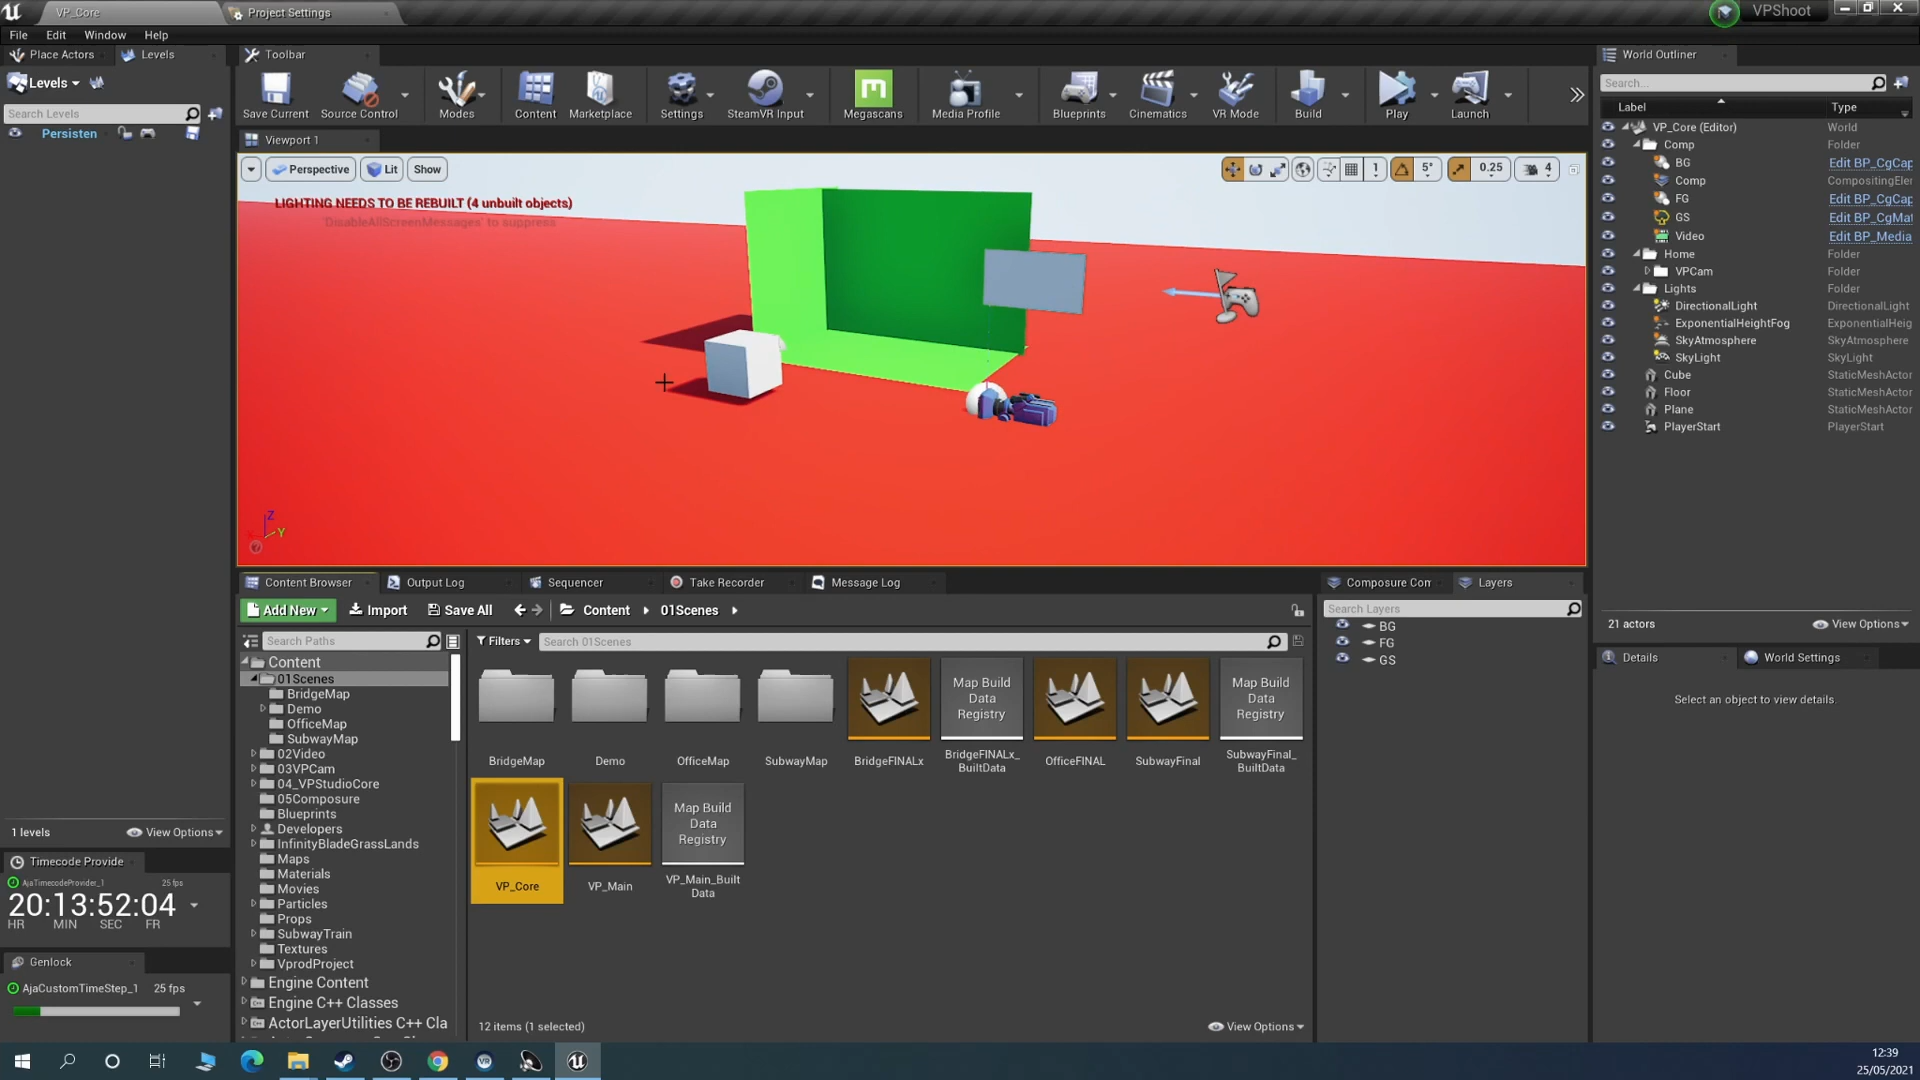 VP_Core
Project Settings
VPShoot
File
Edit
Window
Help
Place Actors
Levels
Toolbar
World Outliner
Levels
Search Levels
Persisten
Save Current
Source Control
Modes
Content
Marketplace
Settings
SteamVR Input
Megascans
Media Profile
Blueprints
Cinematics
VR Mode
Build
Play
Launch
Search...
Label
Type
Viewport 1
Perspective
Lit
Show
1
5°
0.25
4
LIGHTING NEEDS TO BE REBUILT (4 unbuilt objects)
'DisableAllScreenMessages' to suppress
Z
Y
VP_Core (Editor) World
Comp Folder
BG Edit BP_CgCap
Comp CompositingEler
FG Edit BP_CgCap
GS Edit BP_CgMat
Video Edit BP_Media
Home Folder
VPCam Folder
Lights Folder
DirectionalLight DirectionalLight
ExponentialHeightFog ExponentialHeig
SkyAtmosphere SkyAtmosphere
SkyLight SkyLight
Cube StaticMeshActor
Floor StaticMeshActor
Plane StaticMeshActor
PlayerStart PlayerStart
21 actors
View Options
Details
World Settings
Select an object to view details.
Content Browser
Output Log
Sequencer
Take Recorder
Message Log
Composure Con
Layers
Add New
Import
Save All
Content
01Scenes
Search Layers
BG
FG
GS
Search Paths
Filters
Search 01Scenes
Content
01Scenes
BridgeMap
Demo
OfficeMap
SubwayMap
02Video
03VPCam
04_VPStudioCore
05Composure
Blueprints
Developers
InfinityBladeGrassLands
Maps
Materials
Movies
Particles
Props
SubwayTrain
Textures
VprodProject
Engine Content
Engine C++ Classes
ActorLayerUtilities C++ Cla
BridgeMap
Demo
OfficeMap
SubwayMap
BridgeFINALx
Map Build
Data
Registry
BridgeFINALx_
BuiltData
OfficeFINAL
SubwayFinal
Map Build
Data
Registry
SubwayFinal_
BuiltData
VP_Core
VP_Main
Map Build
Data
Registry
VP_Main_Built
Data
12 items (1 selected)
View Options
1 levels
View Options
Timecode Provide
AjaTimecodeProvider_1
25 fps
20:13:52:04
HR MIN SEC FR
Genlock
AjaCustomTimeStep_1
25 fps
12:39
25/05/2021